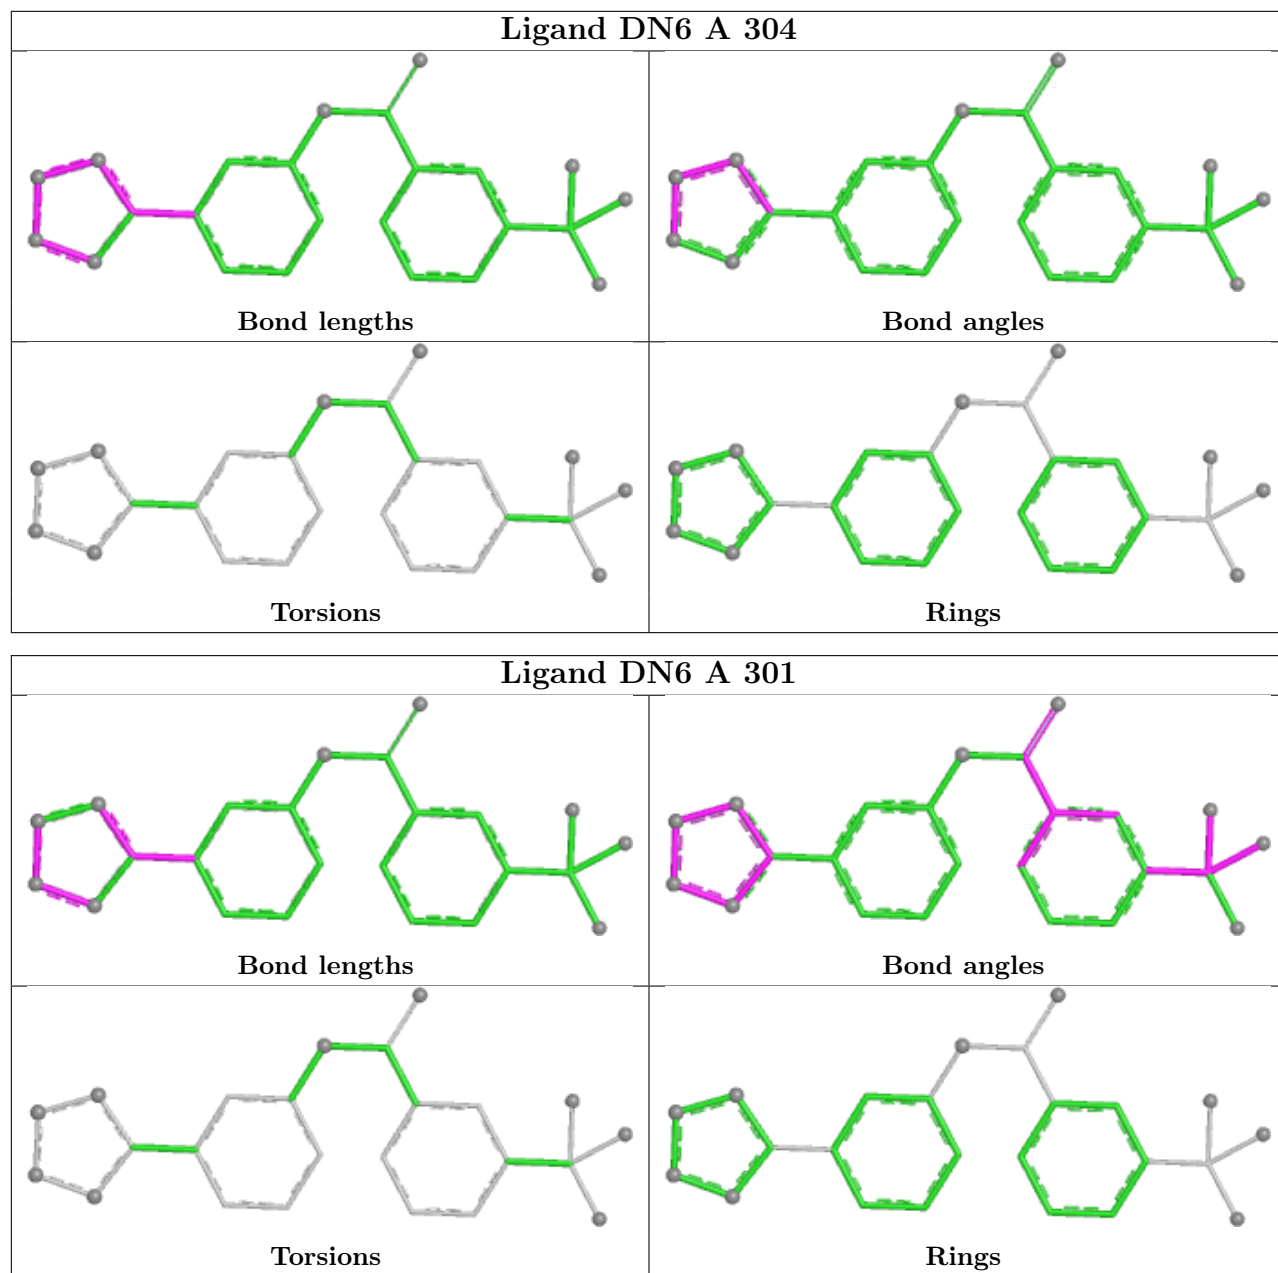 Ligand DN6 A 304
Bond lengths
Bond angles
Torsions
Rings
Ligand DN6 A 301
Bond lengths
Bond angles
Torsions
Rings